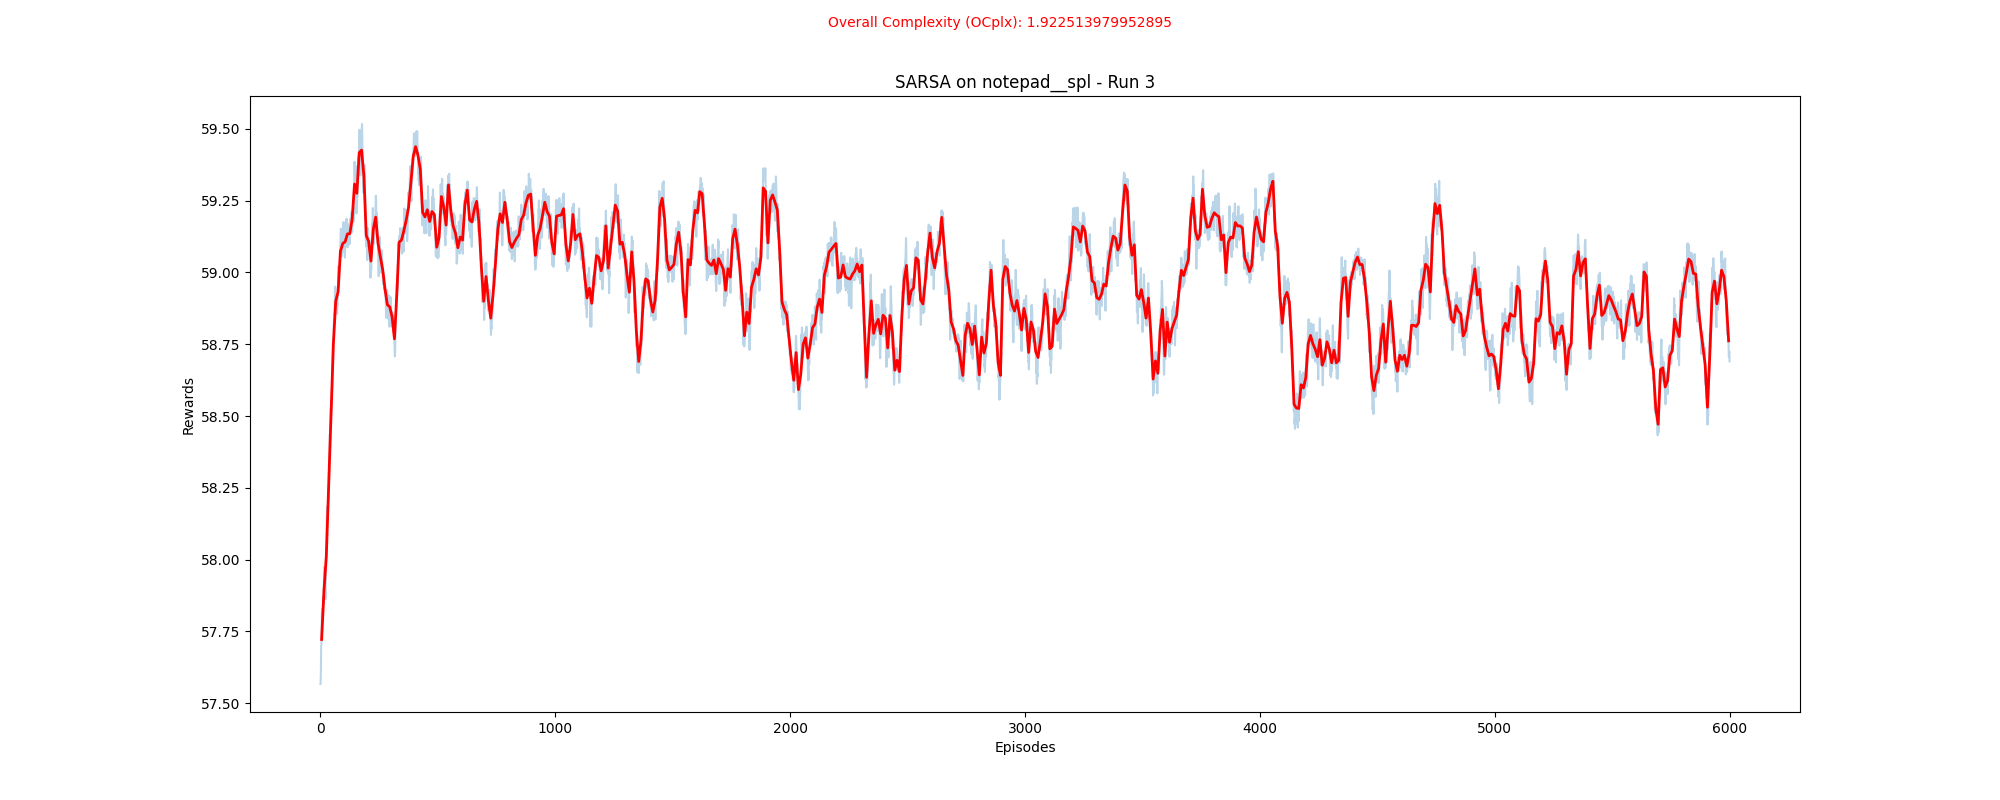 Overall Complexity (OCplx): 1.922513979952895
SARSA on notepad__spl - Run 3
59.50
59.25
59.00
58.75
58.50
58.25
58.00
57.75
57.50
Rewards
0 1000 2000 3000 4000 5000 6000
Episodes